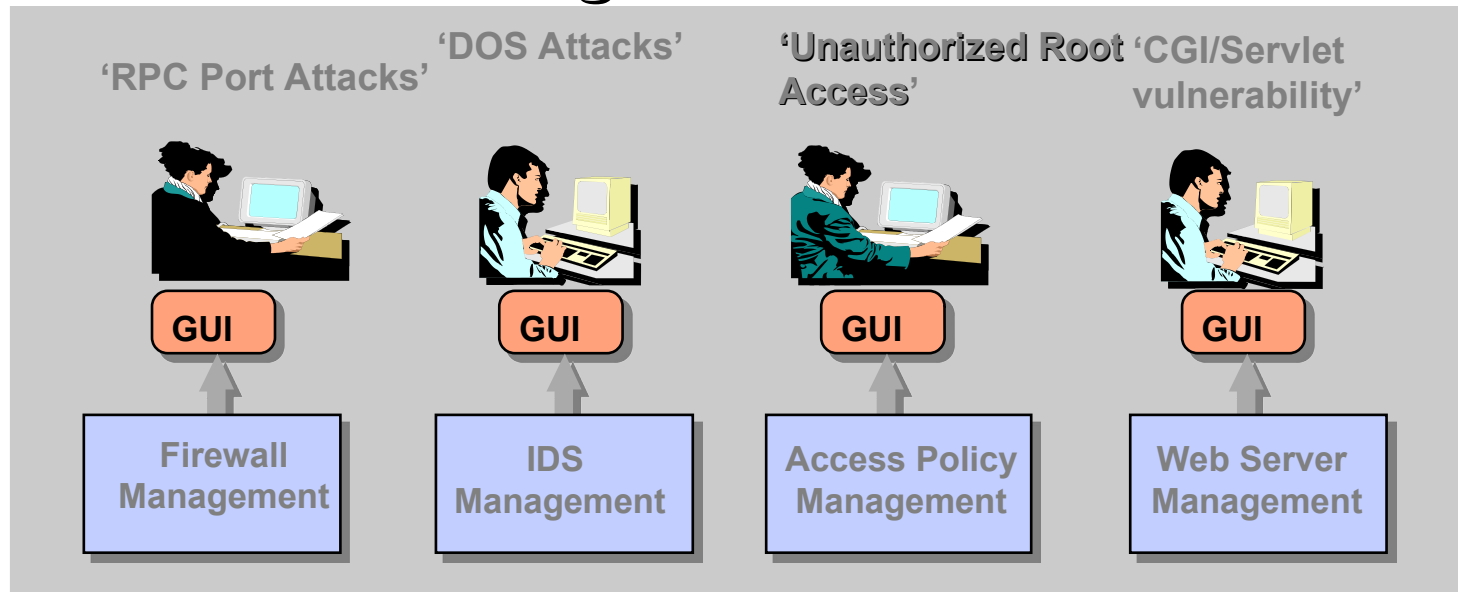 ‘RPC Port Attacks’
‘DOS Attacks’
‘Unauthorized Root
Access’
‘CGI/Servlet
vulnerability’
GUI
GUI
GUI
GUI
Firewall
Management
IDS
Management
Access Policy
Management
Web Server
Management